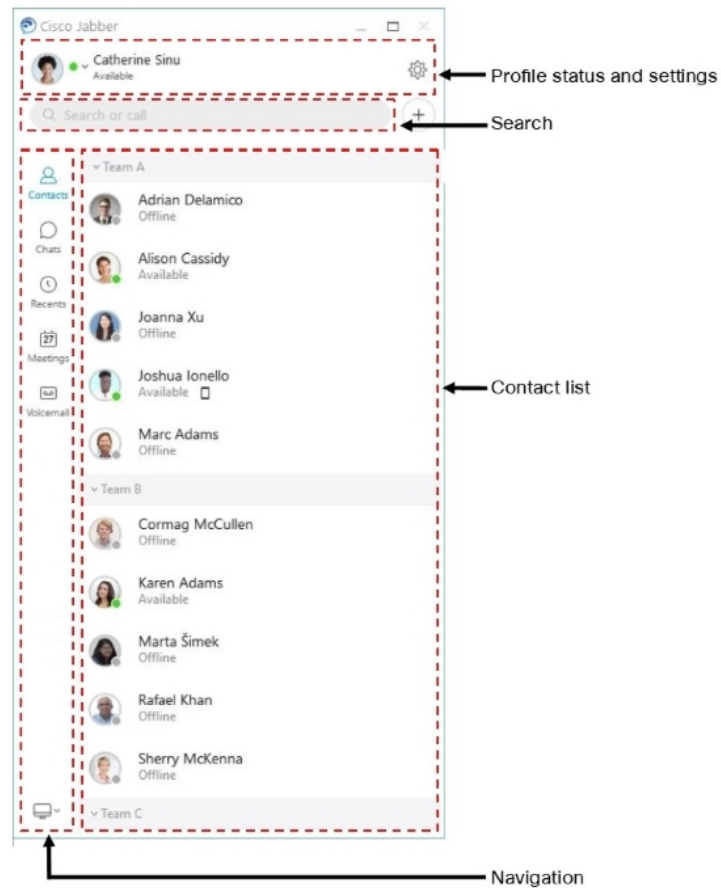 Cisco Jabber
Catherine Sinu
Available
Profile status and settings
Search or call
Search
Team A
Contacts
Adrian Delamico
Offline
Chats
Alison Cassidy
Available
Recents
Joanna Xu
Offline
27
Meetings
Joshua Ionello
Available
Contact list
Voicemail
Marc Adams
Offline
Team B
Cormag McCullen
Offline
Karen Adams
Available
Marta Šimek
Offline
Rafael Khan
Offline
Sherry McKenna
Offline
Team C
Navigation